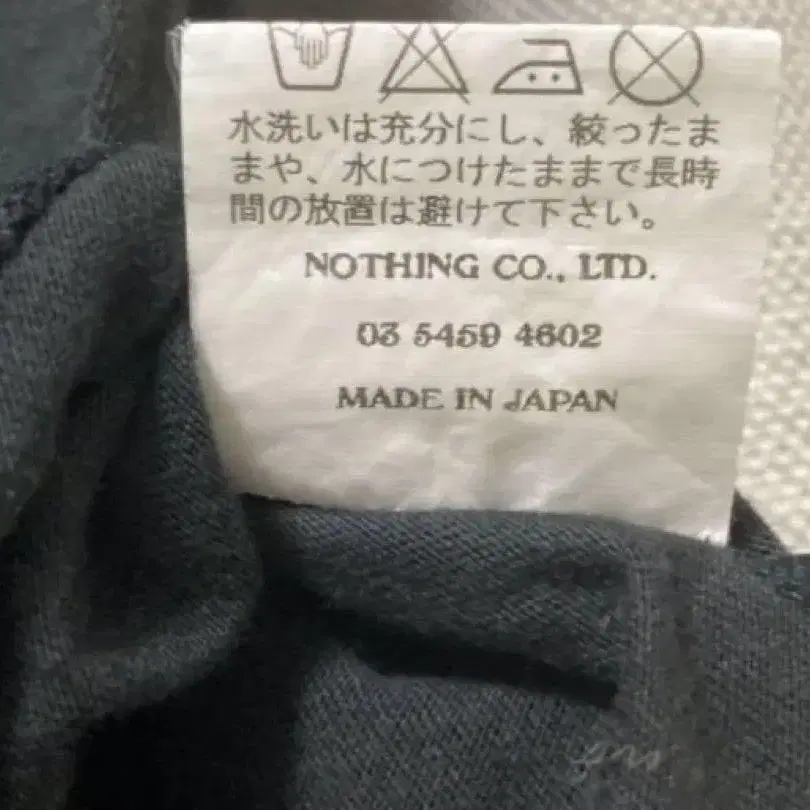 水洗いは充分にし、絞ったま
まや、水につけたままで長時
間の放置は避けて下さい。
NOTHING CO., LTD.
03 5459 4602
MADE IN JAPAN